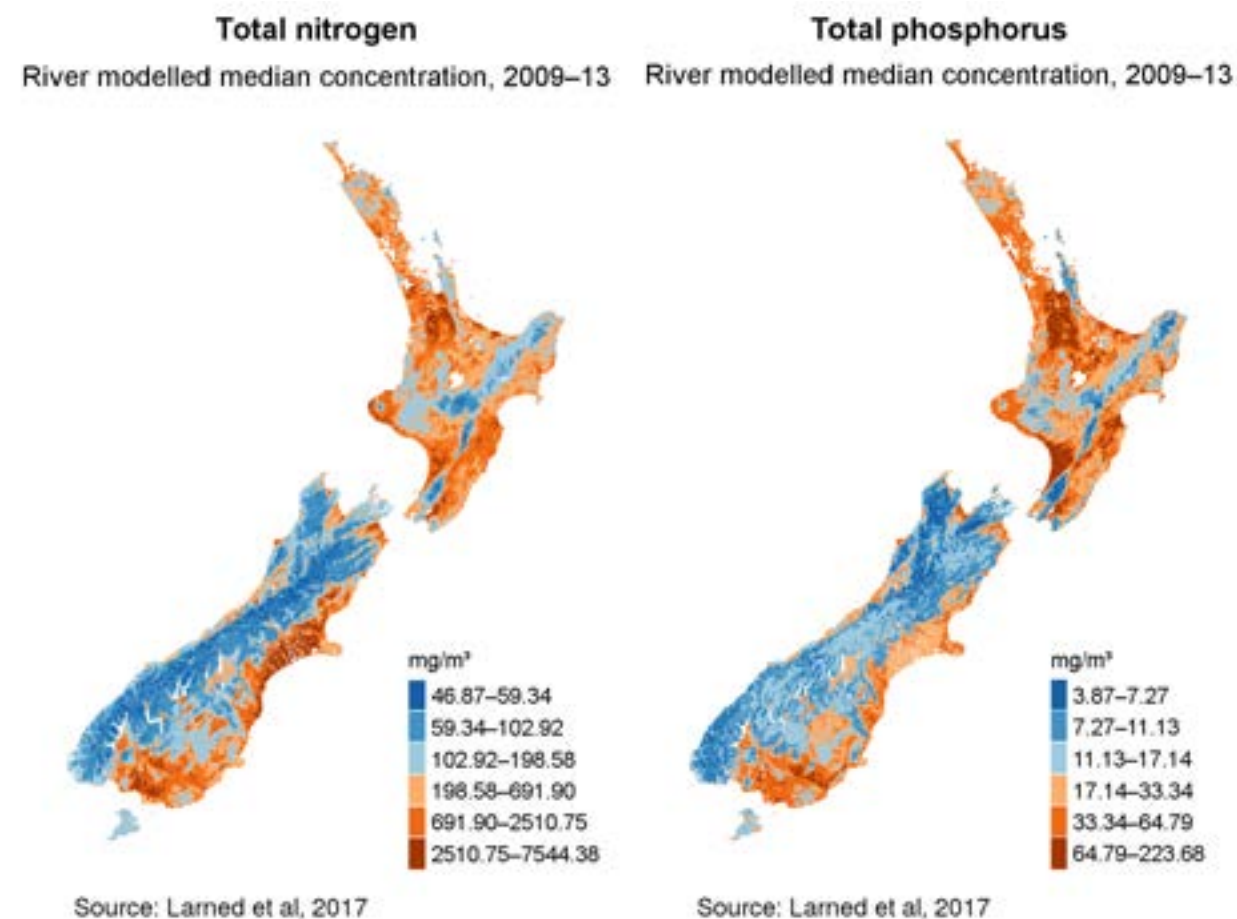 Total nitrogen
River modelled median concentration, 2009–13
mg/m³
46.87–59.34
59.34–102.92
102.92–198.58
198.58–691.90
691.90–2510.75
2510.75–7544.38
Source: Larned et al, 2017
Total phosphorus
River modelled median concentration, 2009–13
mg/m³
3.87–7.27
7.27–11.13
11.13–17.14
17.14–33.34
33.34–64.79
64.79–223.68
Source: Larned et al, 2017